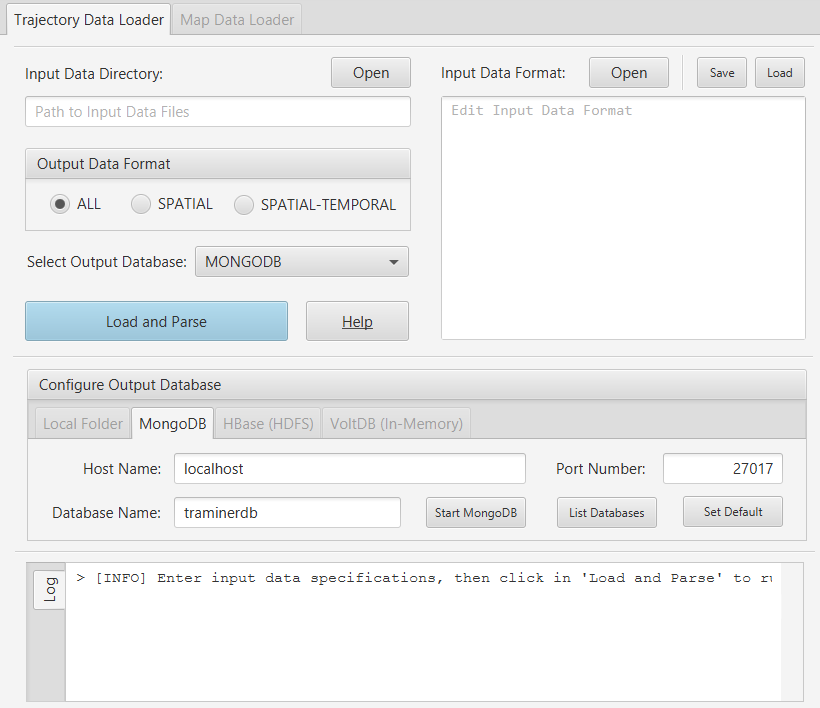 Trajectory Data Loader Map Data Loader
Input Data Directory: Open
Path to Input Data Files
Output Data Format
ALL SPATIAL SPATIAL-TEMPORAL
Select Output Database: MONGODB
Load and Parse Help
Input Data Format: Open Save Load
Edit Input Data Format
Configure Output Database
Local Folder MongoDB HBase (HDFS) VoltDB (In-Memory)
Host Name: localhost Port Number: 27017
Database Name: traminerdb Start MongoDB List Databases Set Default
Log
> [INFO] Enter input data specifications, then click in 'Load and Parse' to